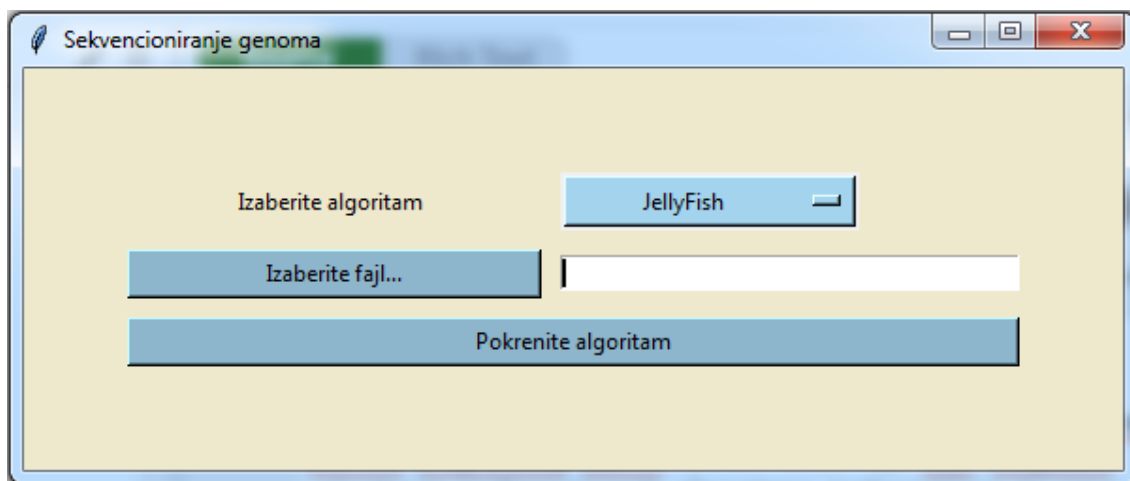 Sekvencioniranje genoma
Izaberite algoritam
JellyFish
Izaberite fajl...
Pokrenite algoritam